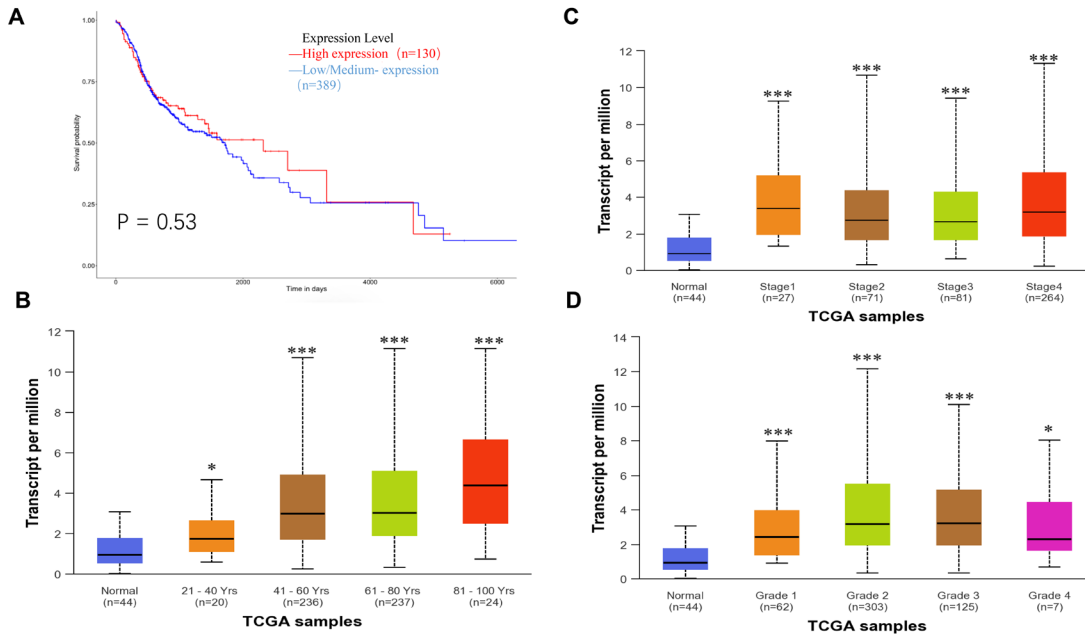 A
1.00
0.75
0.50
0.25
0.00
Survival probability
Expression Level
—High expression (n=130)
—Low/Medium- expression
(n=389)
P = 0.53
0
2000
4000
6000
Time in days
B
12
10
8
6
4
2
0
Transcript per million
*
***
***
***
Normal
(n=44)
21 - 40 Yrs
(n=20)
41 - 60 Yrs
(n=236)
61 - 80 Yrs
(n=237)
81 - 100 Yrs
(n=24)
TCGA samples
C
12
10
8
6
4
2
0
Transcript per million
***
***
***
***
Normal
(n=44)
Stage1
(n=27)
Stage2
(n=71)
Stage3
(n=81)
Stage4
(n=264)
TCGA samples
D
14
12
10
8
6
4
2
0
Transcript per million
***
***
***
*
Normal
(n=44)
Grade 1
(n=62)
Grade 2
(n=303)
Grade 3
(n=125)
Grade 4
(n=7)
TCGA samples